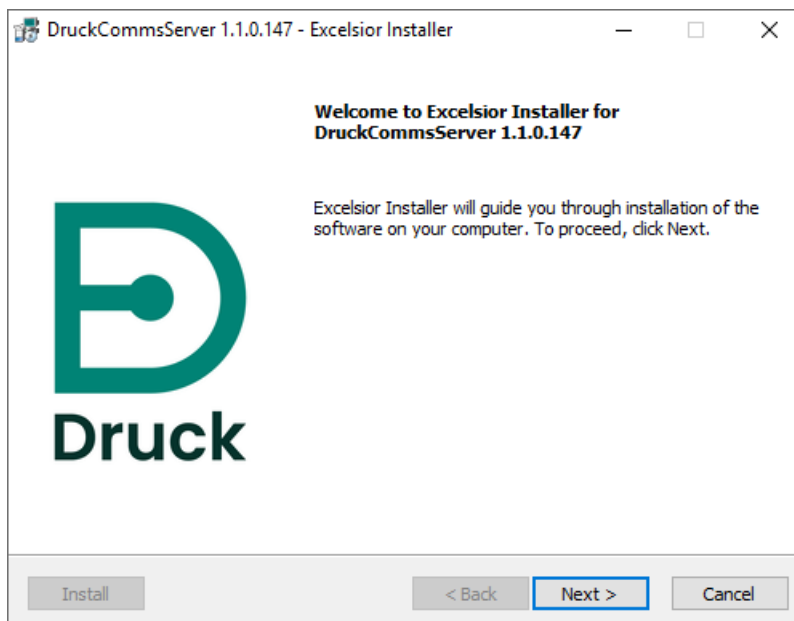 DruckCommsServer 1.1.0.147 - Excelsior Installer
Welcome to Excelsior Installer for
DruckCommsServer 1.1.0.147
Excelsior Installer will guide you through installation of the
software on your computer. To proceed, click Next.
Druck
Install
< Back
Next >
Cancel